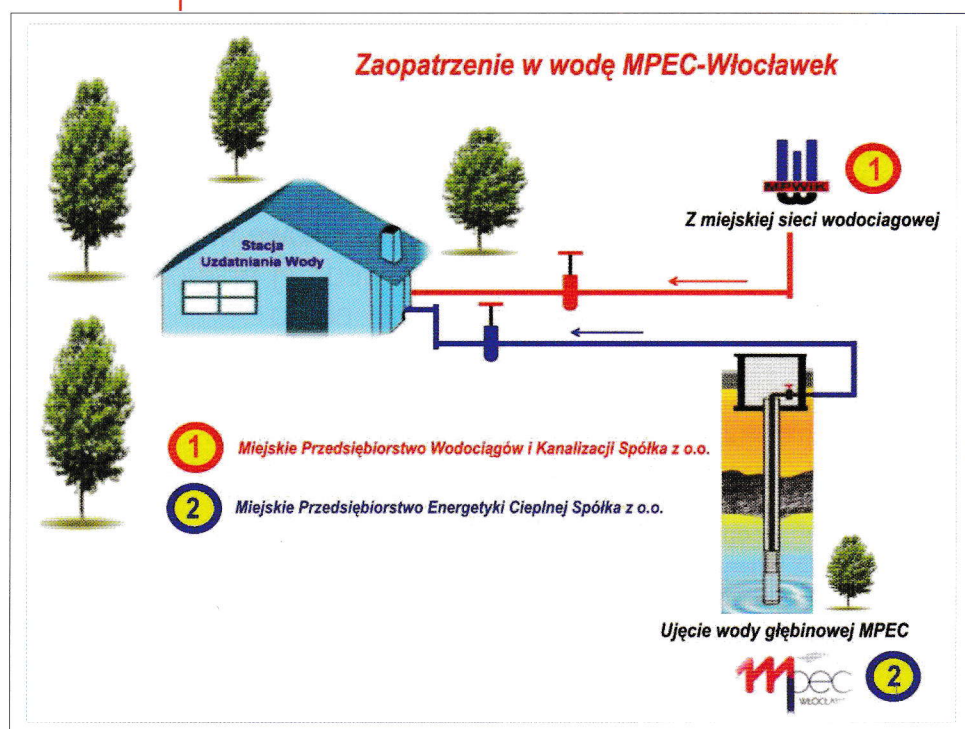 Zaopatrzenie w wodę MPEC-Włocławek
MPWiK
1
Z miejskiej sieci wodociagowej
Stacja
Uzdatniania Wody
1 Miejskie Przedsiębiorstwo Wodociągów i Kanalizacji Spółka z o.o.
2 Miejskie Przedsiębiorstwo Energetyki Cieplnej Spółka z o.o.
Ujęcie wody głębinowej MPEC
mpec
2